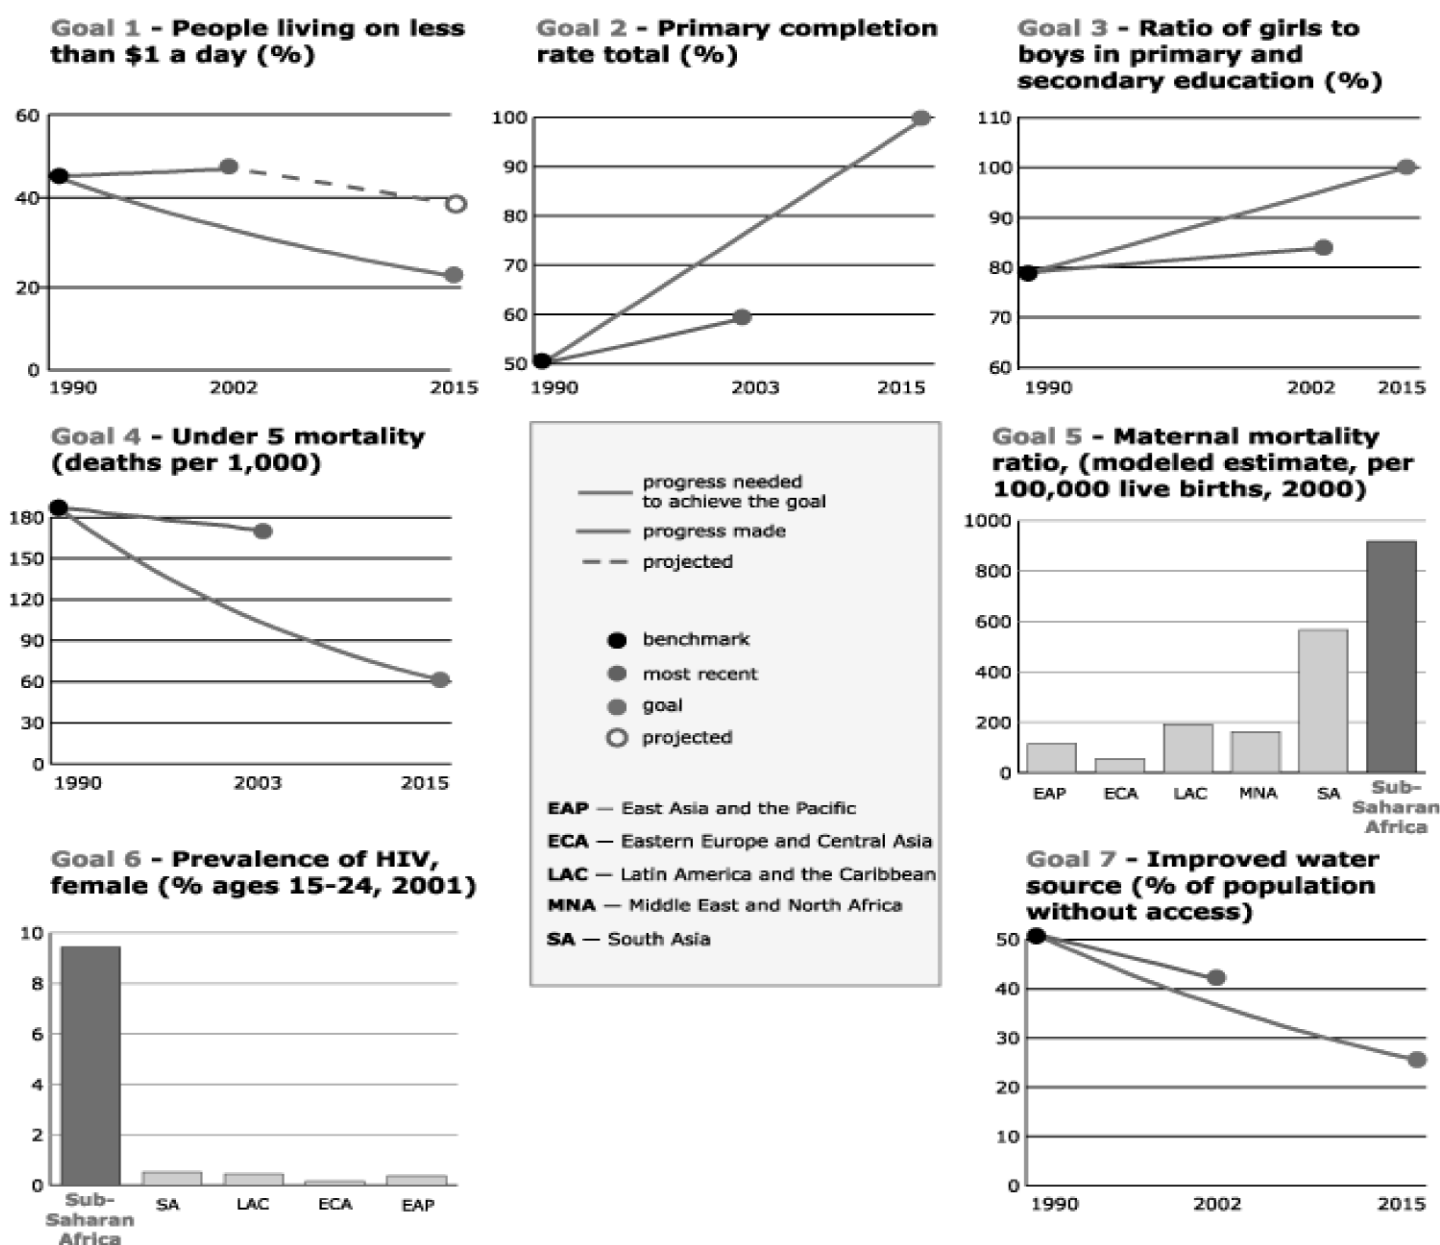 Goal 1 - People living on less
than $1 a day (%)
60
40
20
0
1990
2002
2015
Goal 2 - Primary completion
rate total (%)
100
90
80
70
60
50
1990
2003
2015
Goal 3 - Ratio of girls to
boys in primary and
secondary education (%)
110
100
90
80
70
60
1990
2002
2015
Goal 4 - Under 5 mortality
(deaths per 1,000)
180
150
120
90
60
30
0
1990
2003
2015
progress needed
to achieve the goal
progress made
projected
benchmark
most recent
goal
projected
EAP — East Asia and the Pacific
ECA — Eastern Europe and Central Asia
LAC — Latin America and the Caribbean
MNA — Middle East and North Africa
SA — South Asia
Goal 5 - Maternal mortality
ratio, (modeled estimate, per
100,000 live births, 2000)
1000
800
600
400
200
0
EAP
ECA
LAC
MNA
SA
Sub-
Saharan
Africa
Goal 6 - Prevalence of HIV,
female (% ages 15-24, 2001)
10
8
6
4
2
0
Sub-
Saharan
Africa
SA
LAC
ECA
EAP
Goal 7 - Improved water
source (% of population
without access)
50
40
30
20
10
0
1990
2002
2015